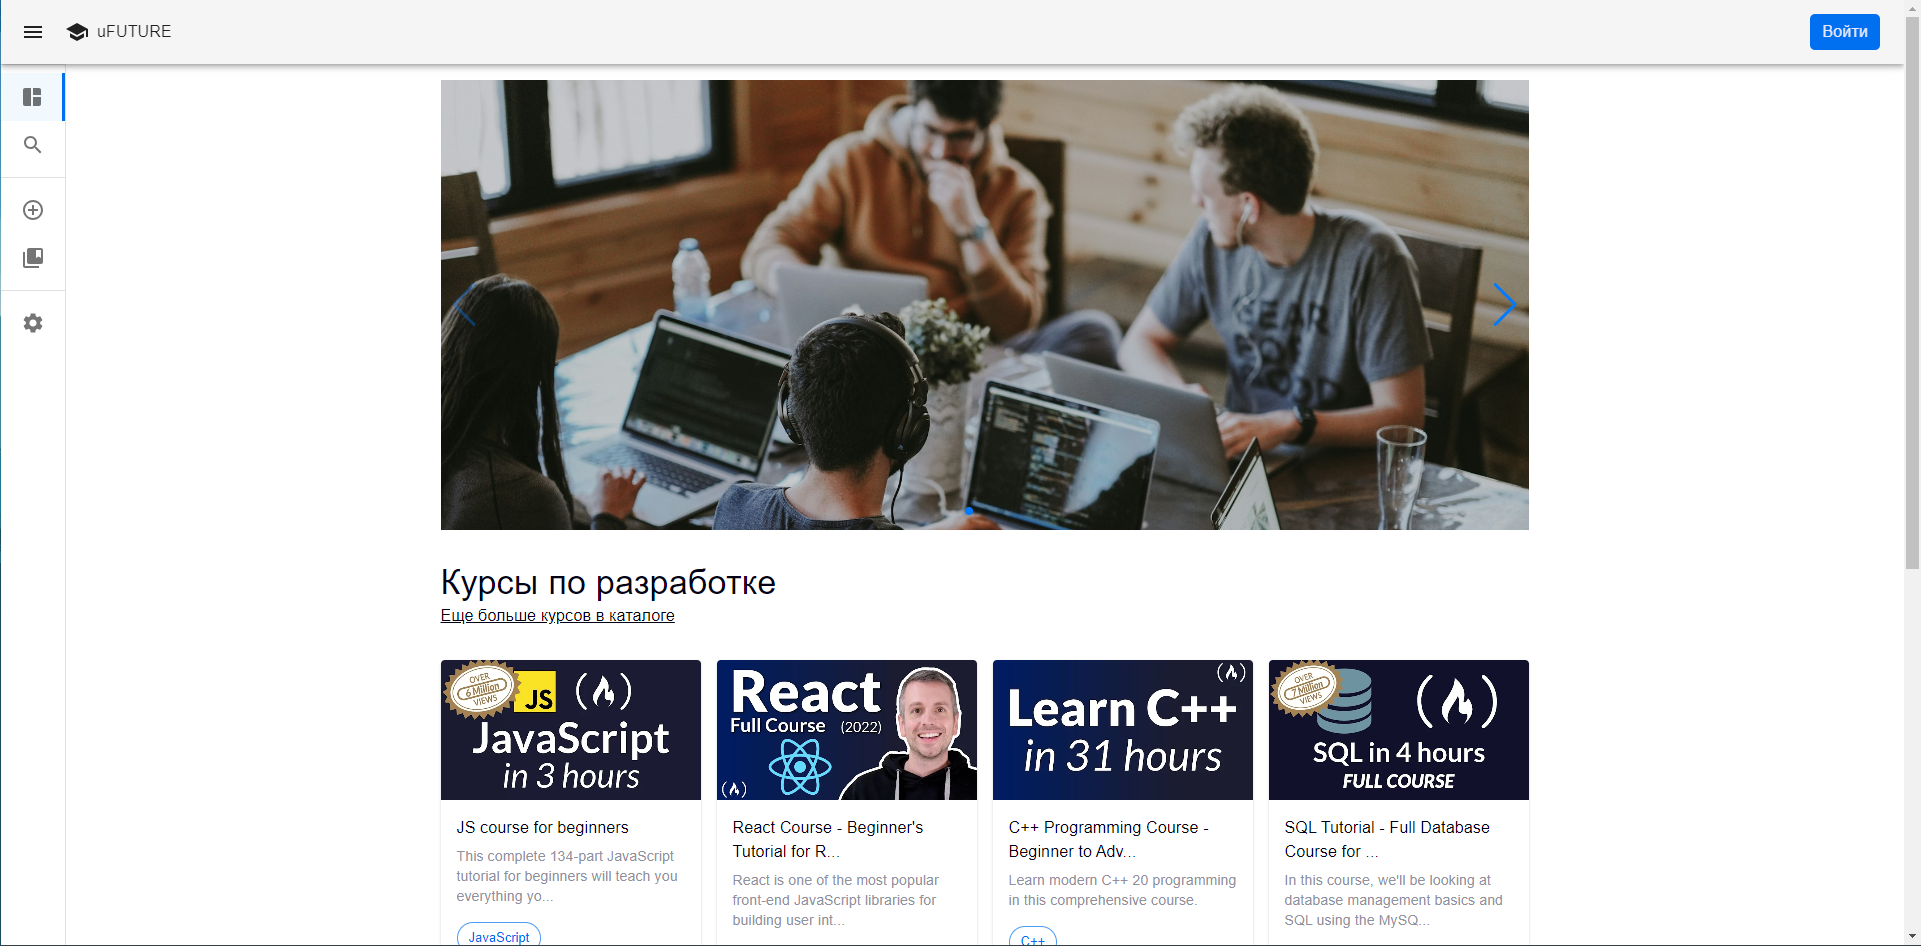 uFUTURE
Войти
Курсы по разработке
Еще больше курсов в каталоге
OVER
6 Million
VIEWS
JS
JavaScript
in 3 hours
React
Full Course (2022)
Learn C++
in 31 hours
OVER
7 Million
VIEWS
SQL in 4 hours
FULL COURSE
JS course for beginners
This complete 134-part JavaScript
tutorial for beginners will teach you
everything yo...
JavaScript
React Course - Beginner's
Tutorial for R...
React is one of the most popular
front-end JavaScript libraries for
building user int...
C++ Programming Course -
Beginner to Adv...
Learn modern C++ 20 programming
in this comprehensive course.
C++
SQL Tutorial - Full Database
Course for ...
In this course, we'll be looking at
database management basics and
SQL using the MySQ...